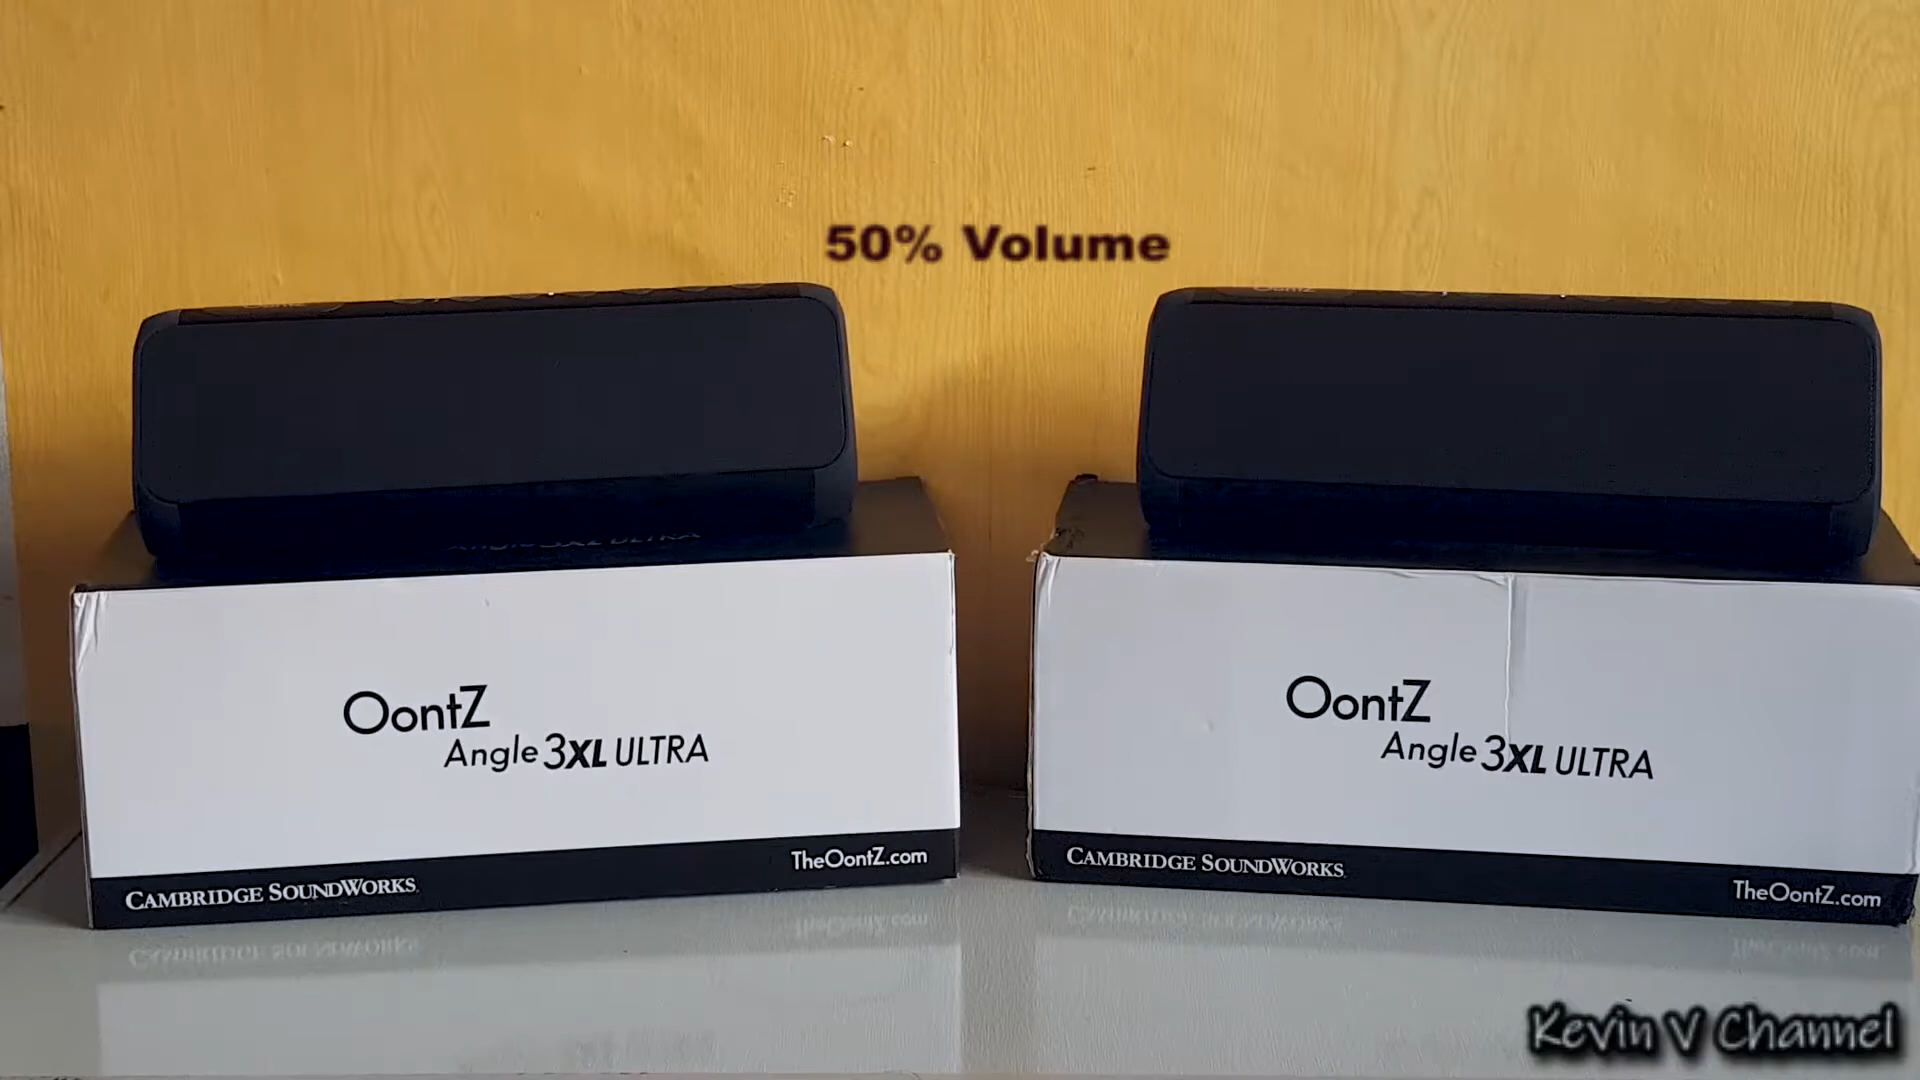 50% Volume
OontZ
OontZ
Angle 3XL ULTRA
CAMBRIDGE SOUNDWORKS
TheOontZ.com
OontZ
Angle 3XL ULTRA
CAMBRIDGE SOUNDWORKS
TheOontZ.com
Kevin V Channel